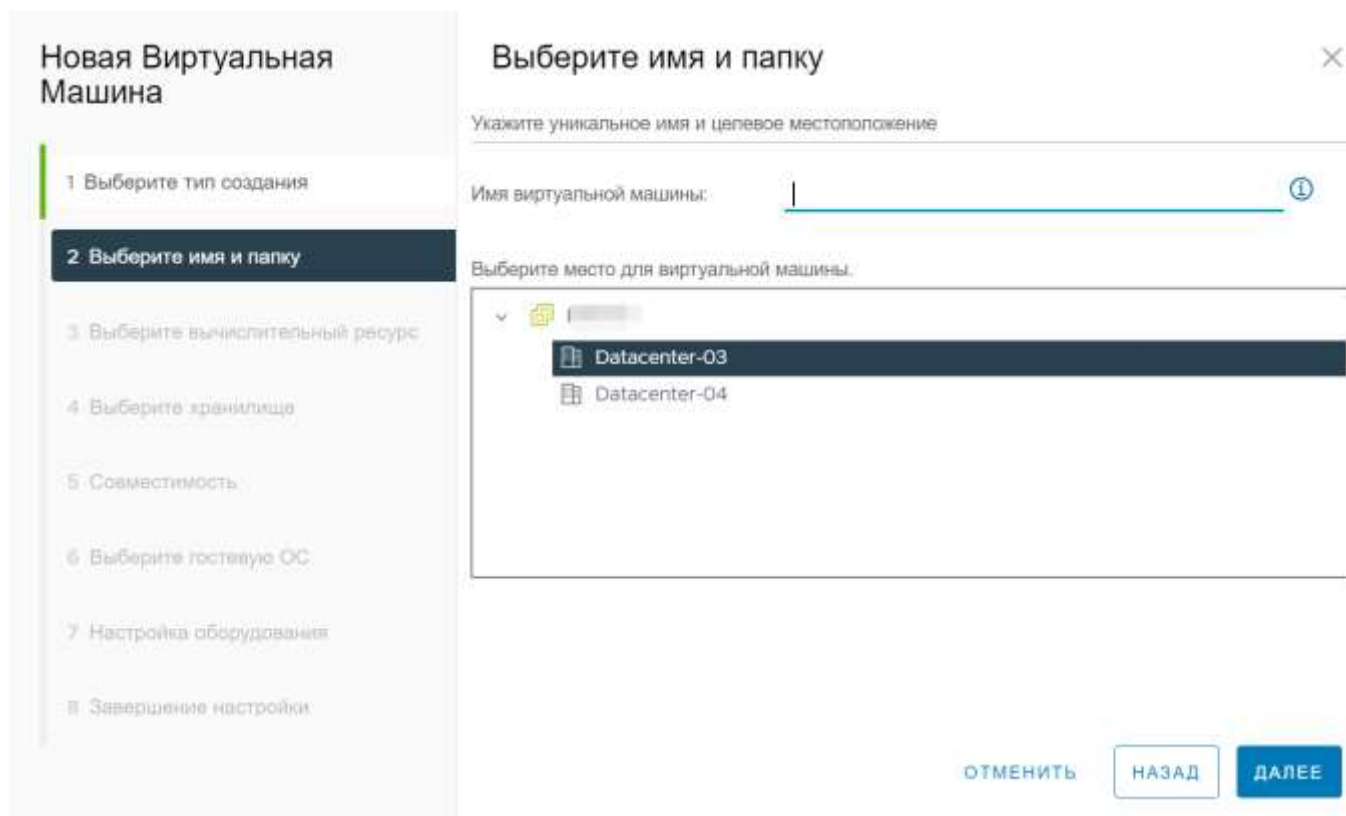 Новая Виртуальная
Машина
1 Выберите тип создания
2 Выберите имя и папку
3 Выберите вычислительный ресурс
4 Выберите хранилище
5 Совместимость
6 Выберите гостевую ОС
7 Настройка оборудования
8 Завершение настройки
Выберите имя и папку
Укажите уникальное имя и целевое местоположение
Имя виртуальной машины:
Выберите место для виртуальной машины.
Datacenter-03
Datacenter-04
ОТМЕНИТЬ
НАЗАД
ДАЛЕЕ